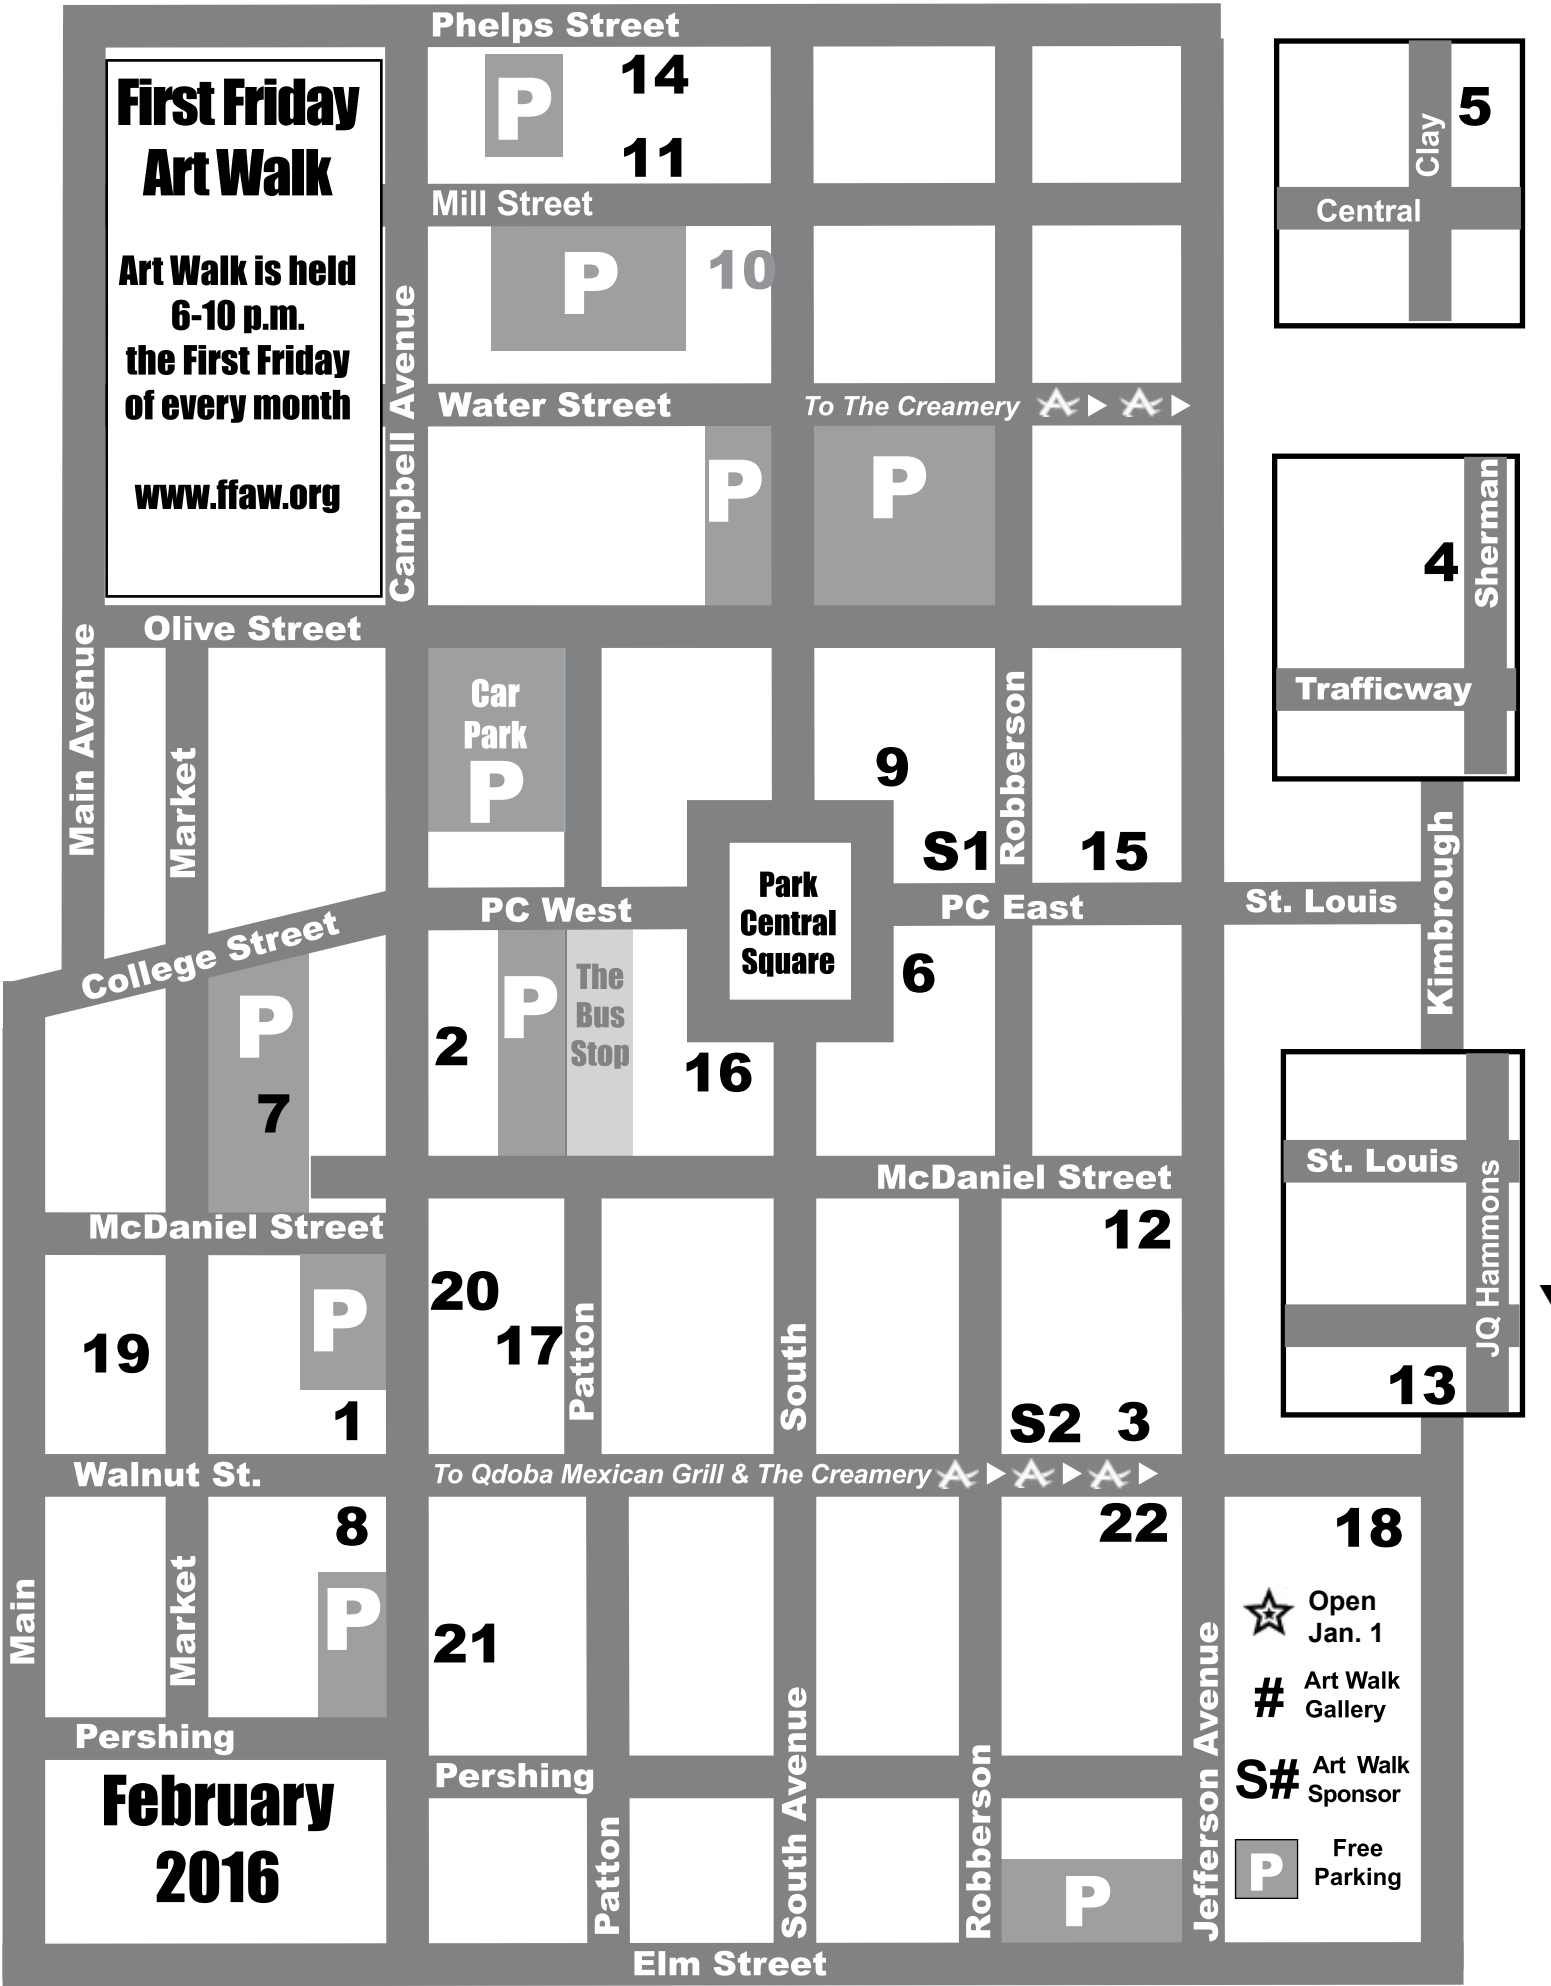 Phelps Street
First Friday
Art Walk
Art Walk is held
6-10 p.m.
the First Friday
of every month
www.ffaw.org
P
14
11
Mill Street
P
10
Campbell Avenue
Water Street
To The Creamery
P
P
Olive Street
Main Avenue
Market
Car
Park
P
9
Robberson
S1
15
Park
Central
Square
PC West
PC East
St. Louis
Kimbrough
College Street
P
7
2
P
The
Bus
Stop
16
6
McDaniel Street
McDaniel Street
12
P
19
1
20
17
Patton
South
S2
3
Walnut St.
To Qdoba Mexican Grill & The Creamery
8
P
Main
Market
21
22
18
Pershing
Pershing
February
2016
Patton
South Avenue
Robberson
P
Jefferson Avenue
Elm Street
Open
Jan. 1
#
Art Walk
Gallery
S#
Art Walk
Sponsor
P
Free
Parking
Clay
5
Central
Sherman
4
Trafficway
St. Louis
JQ Hammons
13